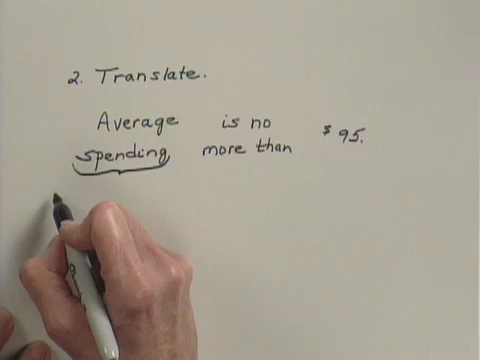 2. Translate.
Average is no $95.
spending more than